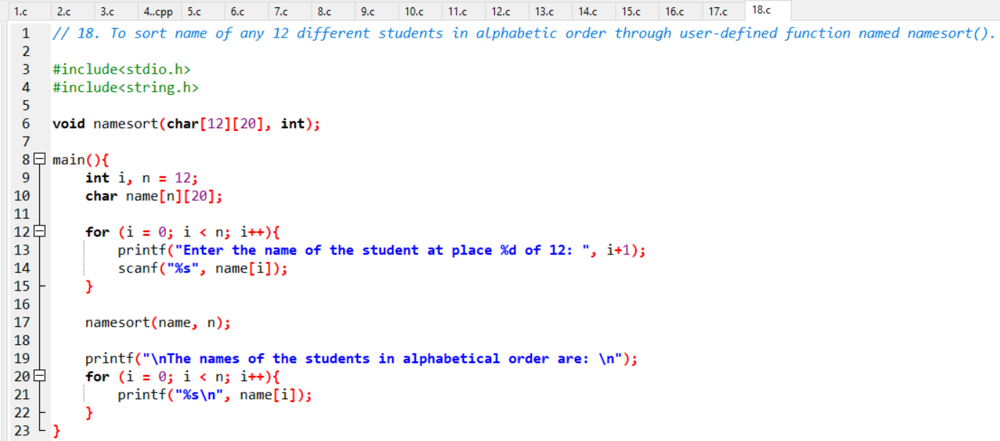 1.c 2.c 3.c 4..cpp 5.c 6.c 7.c 8.c 9.c 10.c 11.c 12.c 13.c 14.c 15.c 16.c 17.c 18.c
1 // 18. To sort name of any 12 different students in alphabetic order through user-defined function named namesort().
2
3 #include<stdio.h>
4 #include<string.h>
5
6 void namesort(char[12][20], int);
7
8 main(){
9     int i, n = 12;
10     char name[n][20];
11
12     for (i = 0; i < n; i++){
13         printf("Enter the name of the student at place %d of 12: ", i+1);
14         scanf("%s", name[i]);
15     }
16
17     namesort(name, n);
18
19     printf("\nThe names of the students in alphabetical order are: \n");
20     for (i = 0; i < n; i++){
21         printf("%s\n", name[i]);
22     }
23 }